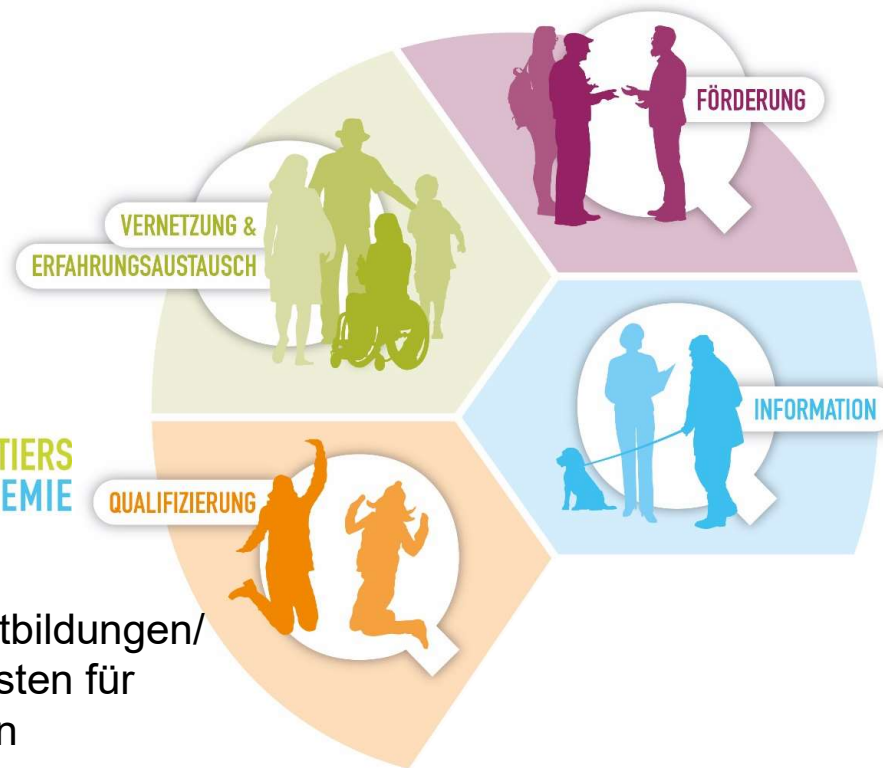 FÖRDERUNG
VERNETZUNG &
ERFAHRUNGSAUSTAUSCH
INFORMATION
TIERS
EMIE
QUALIFIZIERUNG
tbildungen/
sten für
n